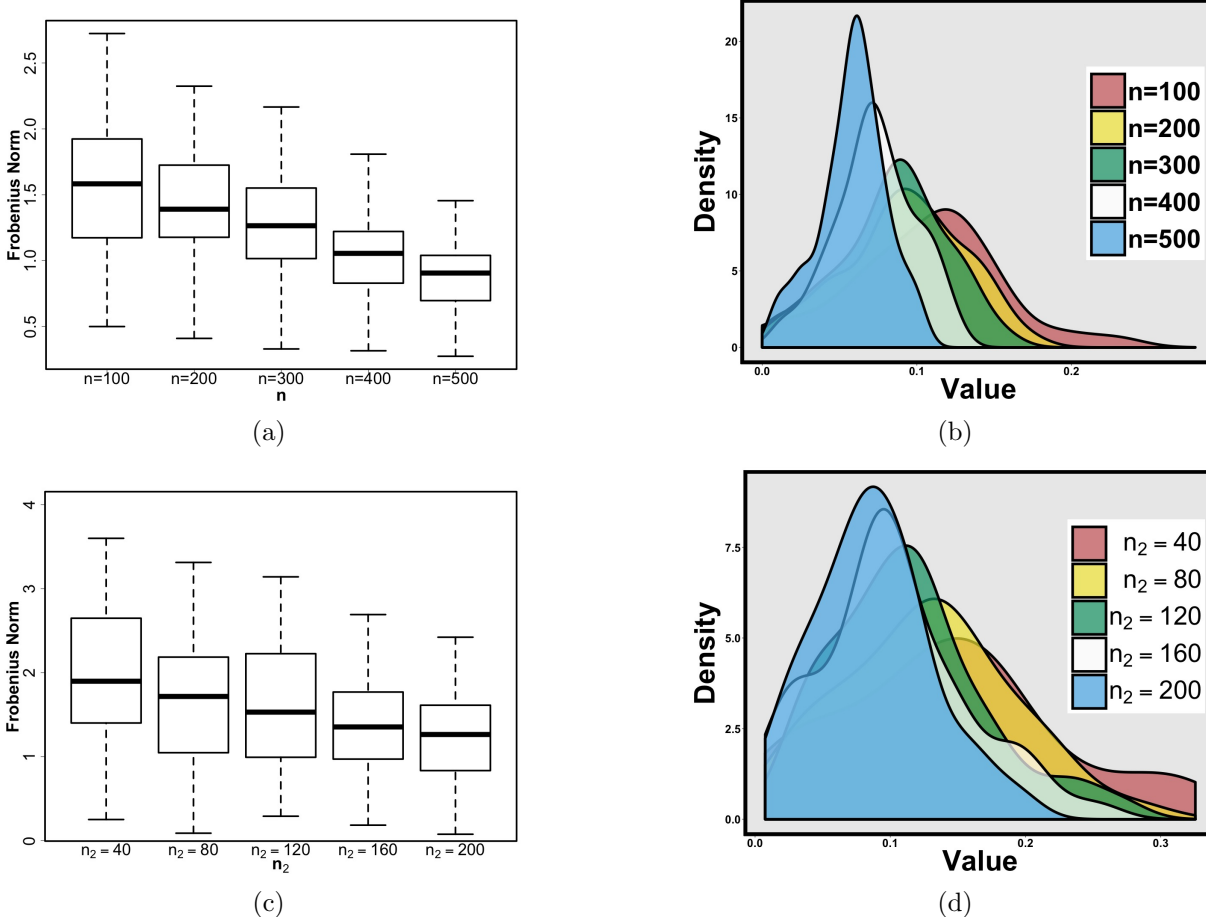 Frobenius Norm
2.5
2.0
1.5
1.0
0.5
n=100 n=200 n=300 n=400 n=500
n
(a)
Density
20
15
10
5
0
0.0 0.1 0.2
Value
n=100
n=200
n=300
n=400
n=500
(b)
Frobenius Norm
4
3
2
1
0
n₂ = 40 n₂ = 80 n₂ = 120 n₂ = 160 n₂ = 200
n₂
(c)
Density
7.5
5.0
2.5
0.0
0.0 0.1 0.2 0.3
Value
n₂ = 40
n₂ = 80
n₂ = 120
n₂ = 160
n₂ = 200
(d)